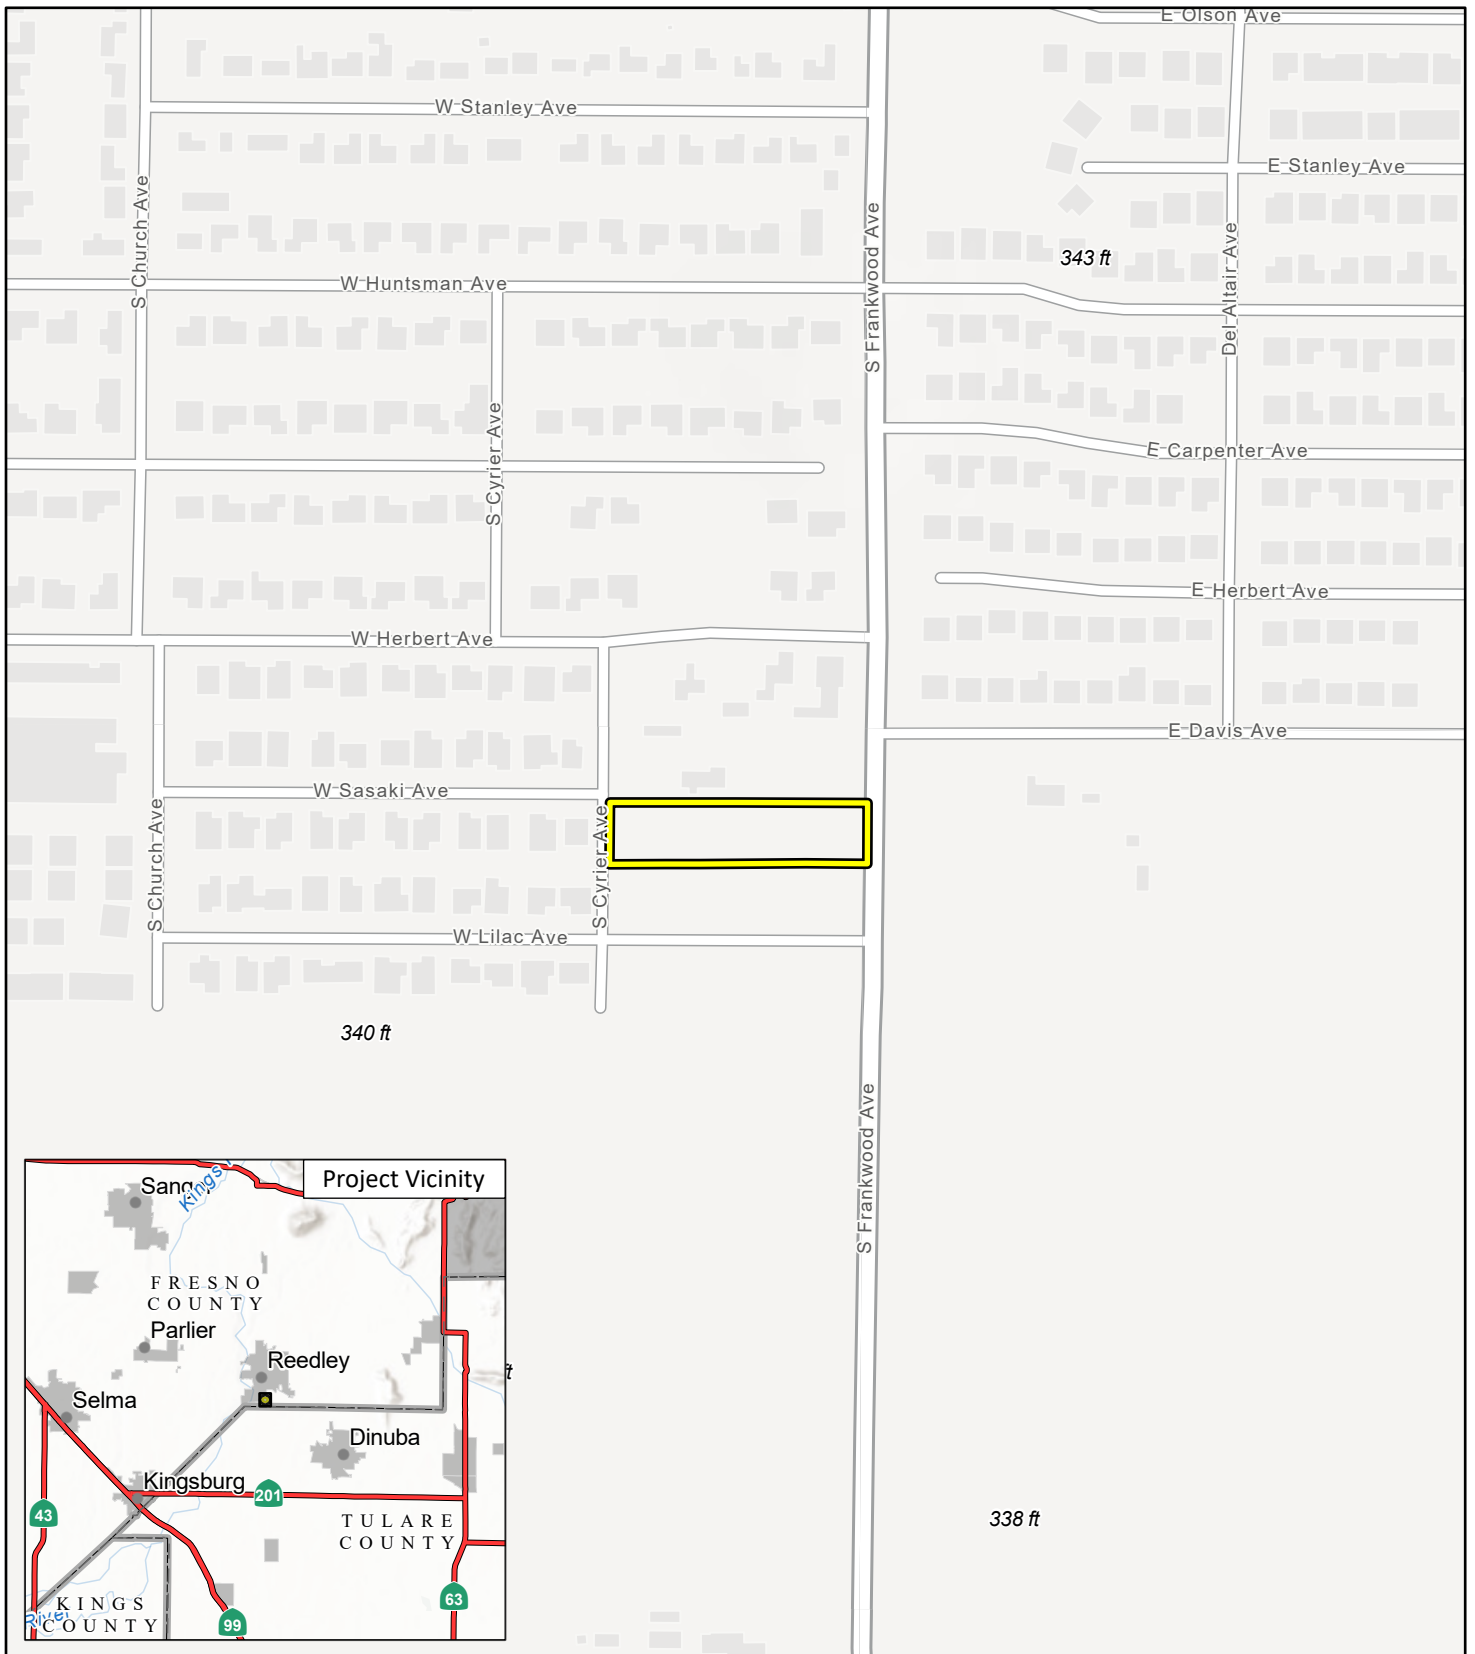 E Olson Ave
W Stanley Ave
E Stanley Ave
S Church Ave
S Frankwood Ave
Del Altair Ave
343 ft
W Huntsman Ave
S Cyrier Ave
E Carpenter Ave
E Herbert Ave
W Herbert Ave
E Davis Ave
W Sasaki Ave
S Church Ave
S Cyrier Ave
W Lilac Ave
340 ft
S Frankwood Ave
Project Vicinity
Kings
FRESNO
COUNTY
Parlier
Reedley
ft
Selma
Dinuba
Kingsburg
201
43
TULARE
COUNTY
338 ft
63
KINGS
COUNTY
River
99